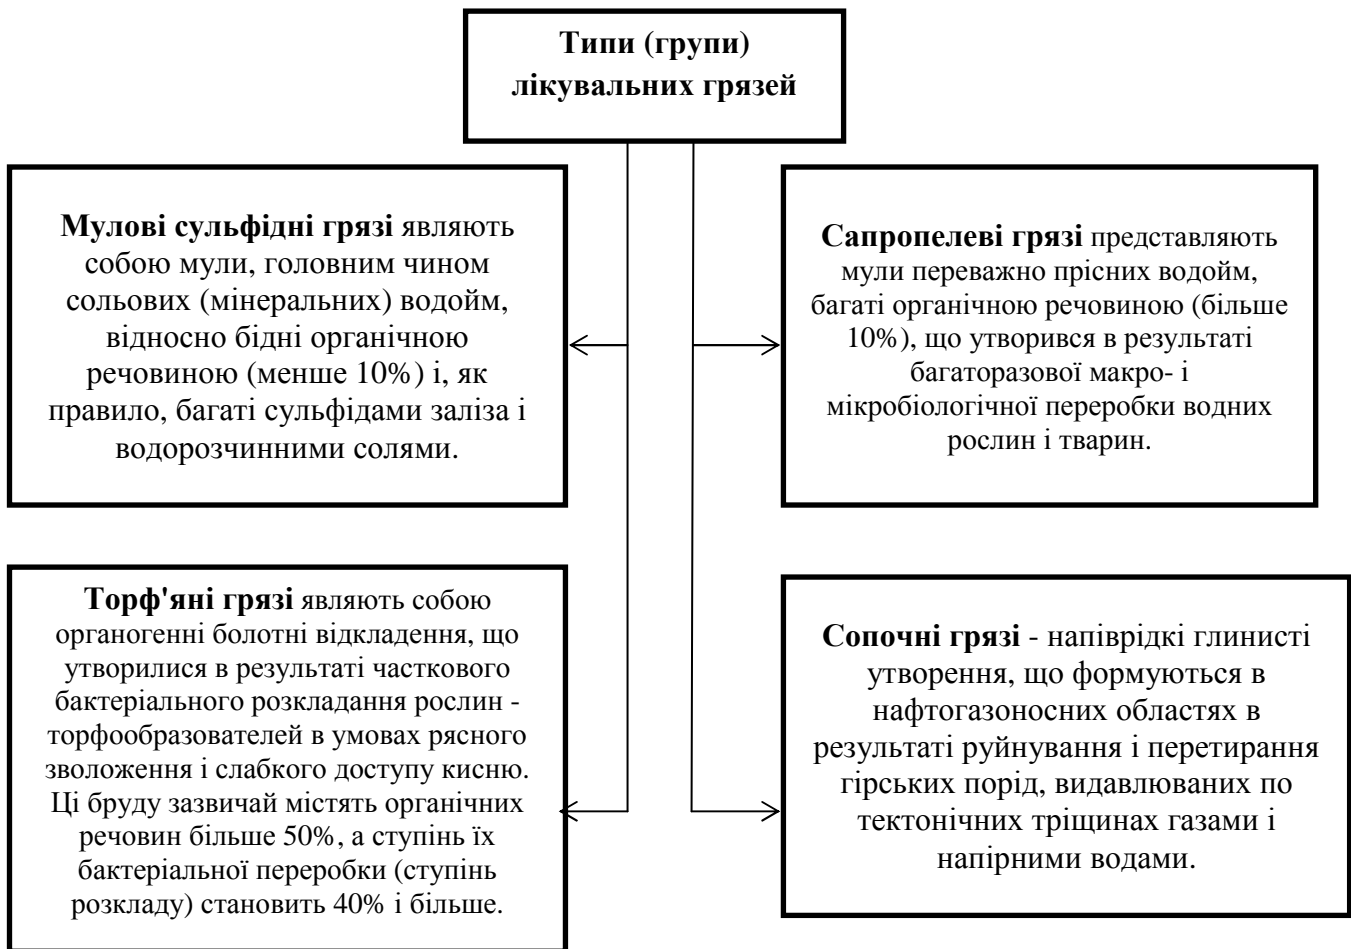 Типи (групи)
лікувальних грязей
Мулові сульфідні грязі являють
собою мули, головним чином
сольових (мінеральних) водойм,
відносно бідні органічною
речовиною (менше 10%) і, як
правило, багаті сульфідами заліза і
водорозчинними солями.
Сапропелеві грязі представляють
мули переважно прісних водойм,
багаті органічною речовиною (більше
10%), що утворився в результаті
багаторазової макро- і
мікробіологічної переробки водних
рослин і тварин.
Торф'яні грязі являють собою
органогенні болотні відкладення, що
утворилися в результаті часткового
бактеріального розкладання рослин -
торфообразователей в умовах рясного
зволоження і слабкого доступу кисню.
Ці бруду зазвичай містять органічних
речовин більше 50%, а ступінь їх
бактеріальної переробки (ступінь
розкладу) становить 40% і більше.
Сопочні грязі - напіврідкі глинисті
утворення, що формуються в
нафтогазоносних областях в
результаті руйнування і перетирання
гірських порід, видавлюваних по
тектонічних тріщинах газами і
напірними водами.